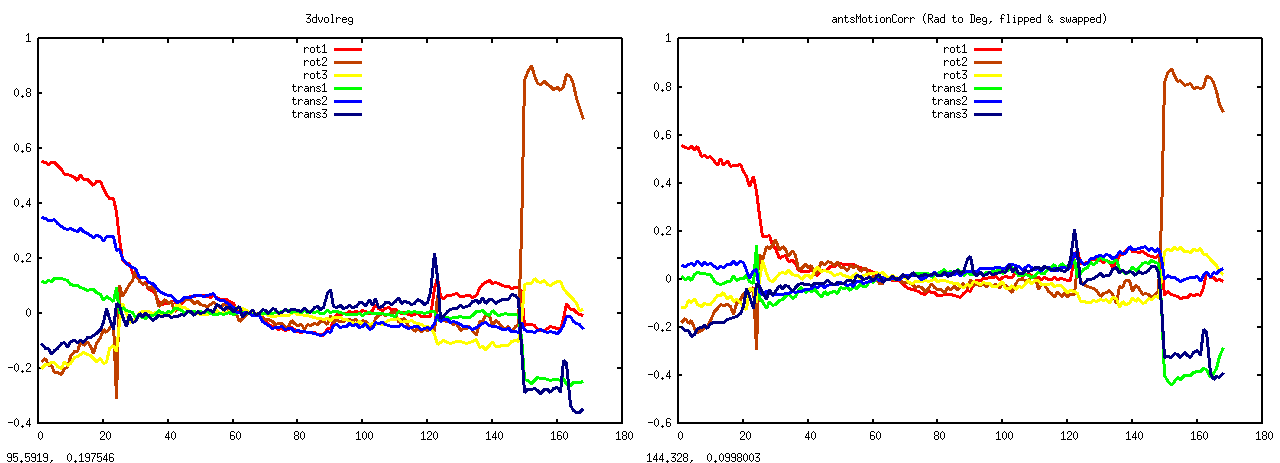 3dvolreg
1
0.8
0.6
0.4
0.2
0
-0.2
-0.4
rot1
rot2
rot3
trans1
trans2
trans3
0 20 40 60 80 100 120 140 160 180
95.5919, 0.197546
antsMotionCorr (Rad to Deg, flipped & swapped)
1
0.8
0.6
0.4
0.2
0
-0.2
-0.4
-0.6
rot1
rot2
rot3
trans1
trans2
trans3
0 20 40 60 80 100 120 140 160 180
144.328, 0.0998003